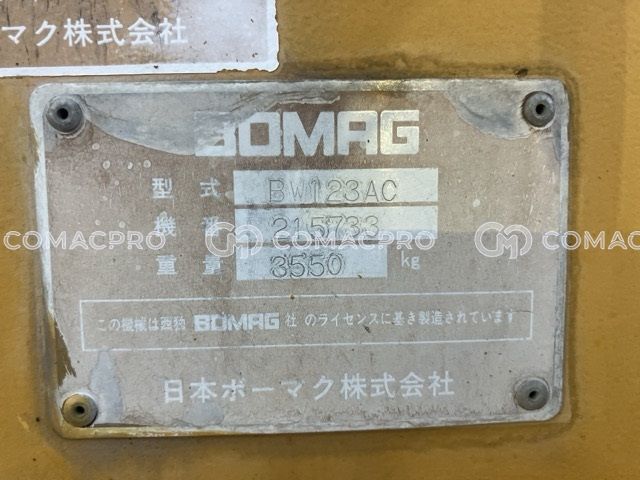 マク株式会社
BOMAG
型式 BW123AC
機番 215733
COMACPRO COMACPRO
重量 3550 kg
この機械は西独 BOMAG 社のライセンスに基き製造されています
日本ボーマク株式会社